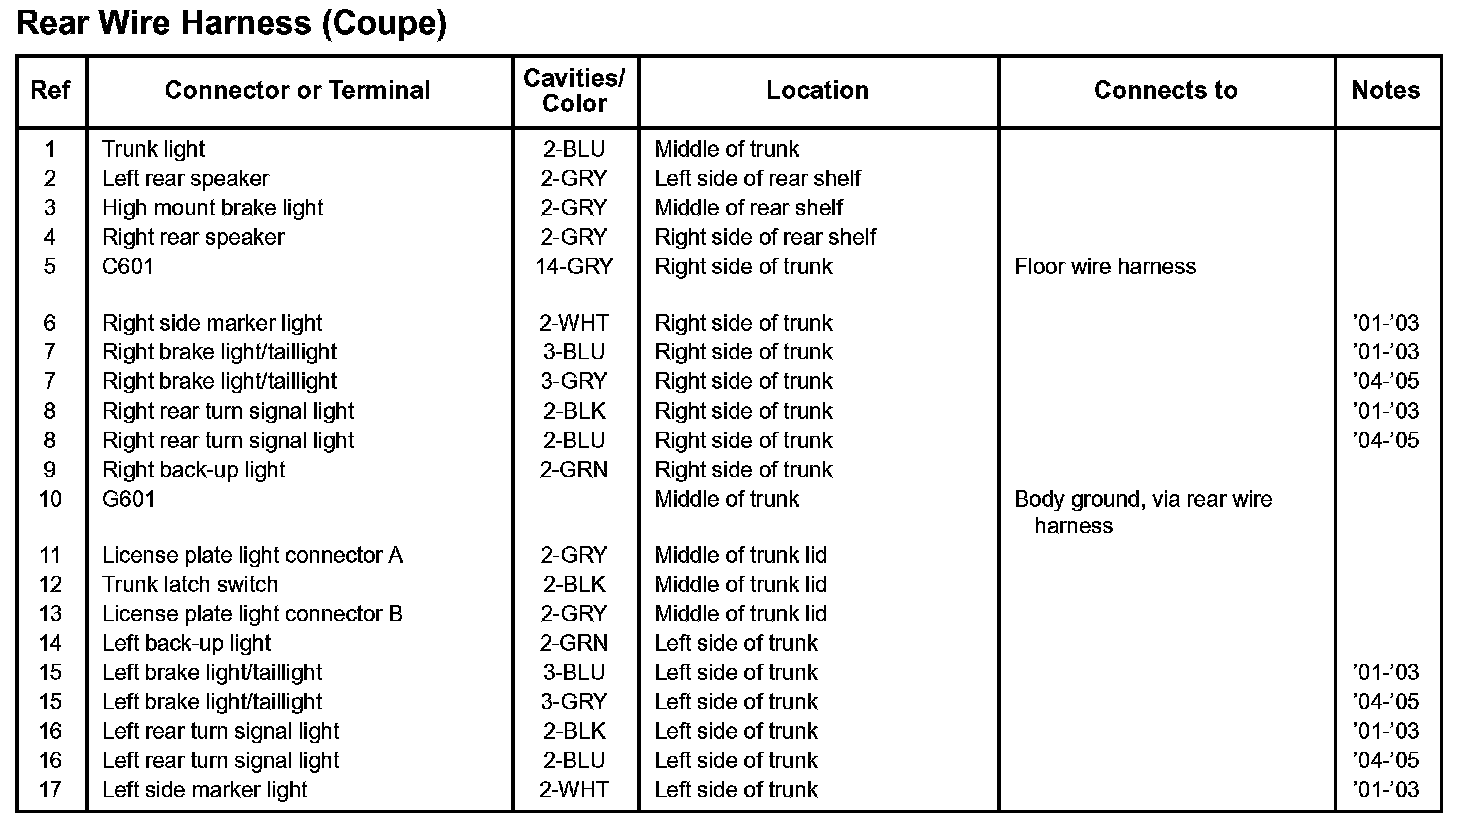 Rear Wire Harness (Coupe)
Ref Connector or Terminal Cavities/ Color Location Connects to Notes
1 Trunk light 2-BLU Middle of trunk
2 Left rear speaker 2-GRY Left side of rear shelf
3 High mount brake light 2-GRY Middle of rear shelf
4 Right rear speaker 2-GRY Right side of rear shelf
5 C601 14-GRY Right side of trunk Floor wire harness
6 Right side marker light 2-WHT Right side of trunk ’01-’03
7 Right brake light/taillight 3-BLU Right side of trunk ’01-’03
7 Right brake light/taillight 3-GRY Right side of trunk ’04-’05
8 Right rear turn signal light 2-BLK Right side of trunk ’01-’03
8 Right rear turn signal light 2-BLU Right side of trunk ’04-’05
9 Right back-up light 2-GRN Right side of trunk
10 G601 Middle of trunk Body ground, via rear wire
harness
11 License plate light connector A 2-GRY Middle of trunk lid
12 Trunk latch switch 2-BLK Middle of trunk lid
13 License plate light connector B 2-GRY Middle of trunk lid
14 Left back-up light 2-GRN Left side of trunk
15 Left brake light/taillight 3-BLU Left side of trunk ’01-’03
15 Left brake light/taillight 3-GRY Left side of trunk ’04-’05
16 Left rear turn signal light 2-BLK Left side of trunk ’01-’03
16 Left rear turn signal light 2-BLU Left side of trunk ’04-’05
17 Left side marker light 2-WHT Left side of trunk ’01-’03